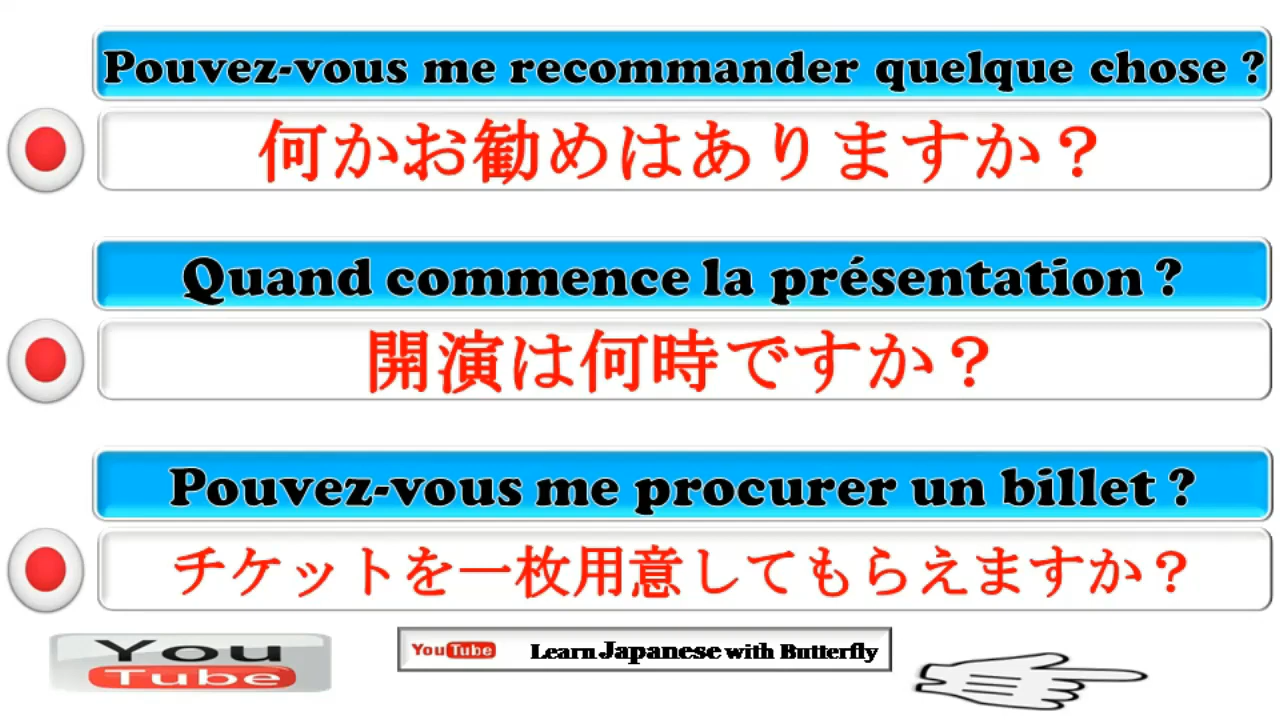 Pouvez-vous me recommander quelque chose ?
何かお勧めはありますか？
Quand commence la présentation ?
開演は何時ですか？
Pouvez-vous me procurer un billet ?
チケットを一枚用意してもらえますか？
You
Tube
YouTube Learn Japanese with Butterfly